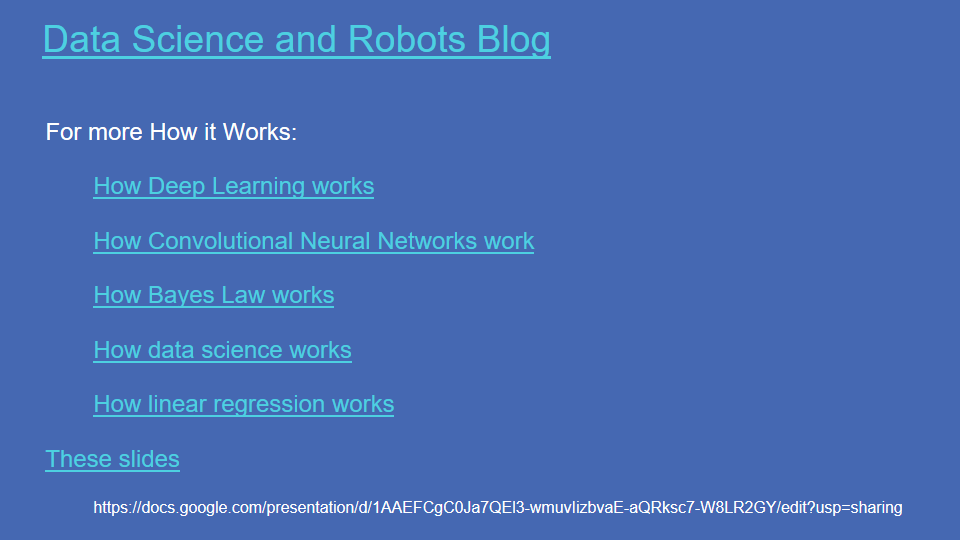 Data Science and Robots Blog
For more How it Works:
How Deep Learning works
How Convolutional Neural Networks work
How Bayes Law works
How data science works
How linear regression works
These slides
https://docs.google.com/presentation/d/1AAEFCgC0Ja7QEl3-wmuvIizbvaE-aQRksc7-W8LR2GY/edit?usp=sharing